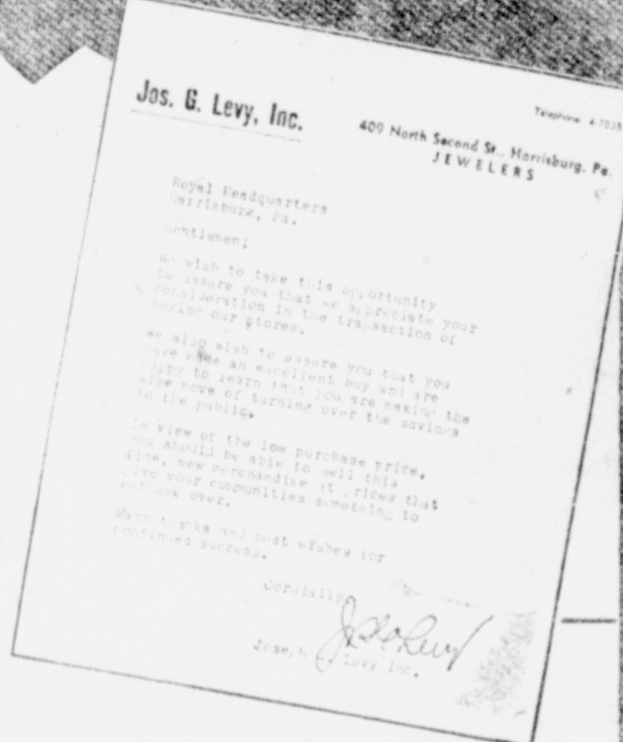 Jos. G. Levy, Inc.
Telephone 4-7035
409 North Second St., Harrisburg, Pa.
JEWELERS
Royal Headquarters
Harrisburg, Pa.
Gentlemen;
We wish to take this opportunity
to assure you that we appreciate your
consideration in the transaction of
buying our stores.
We also wish to assure you that you
have made an excellent buy and are
happy to learn that you are making the
wise move of turning over the savings
to the public.
In view of the low purchase price,
you should be able to sell this
fine, new merchandise at prices that
give your communities something to
enthuse over.
Many thanks and best wishes for
continued success.
Cordially,
Jos G Levy
Joseph G. Levy Inc.